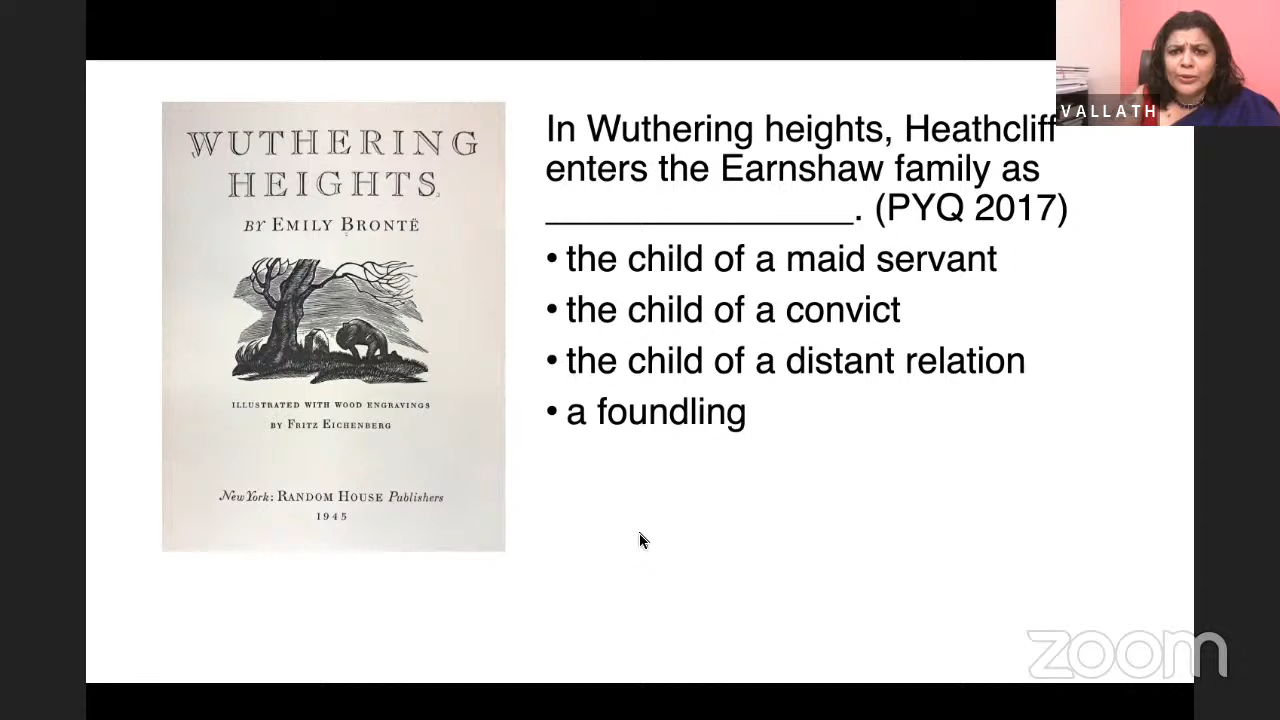 WUTHERING
HEIGHTS
BY EMILY BRONTË
ILLUSTRATED WITH WOOD ENGRAVINGS
BY FRITZ EICHENBERG
New York: RANDOM HOUSE Publishers
1945
In Wuthering heights, Heathcliff
enters the Earnshaw family as
________________. (PYQ 2017)
• the child of a maid servant
• the child of a convict
• the child of a distant relation
• a foundling
VALLATH
zoom